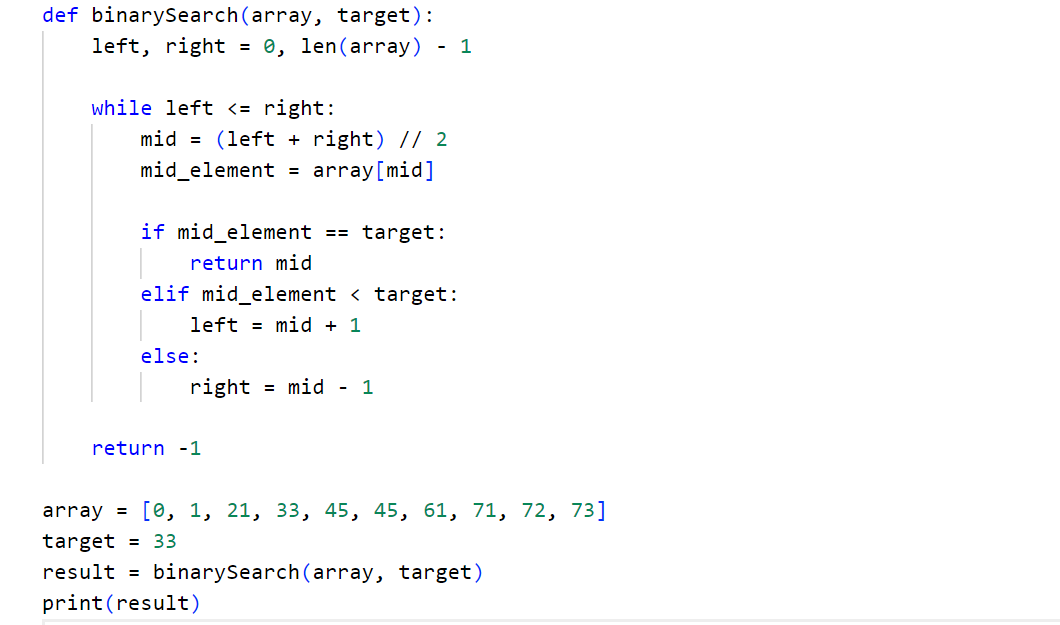 def binarySearch(array, target):
    left, right = 0, len(array) - 1

    while left <= right:
        mid = (left + right) // 2
        mid_element = array[mid]

        if mid_element == target:
            return mid
        elif mid_element < target:
            left = mid + 1
        else:
            right = mid - 1

    return -1

array = [0, 1, 21, 33, 45, 45, 61, 71, 72, 73]
target = 33
result = binarySearch(array, target)
print(result)